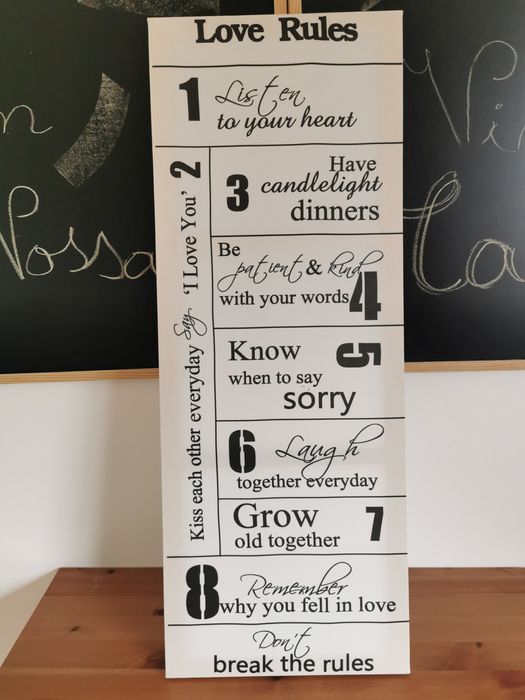 Love Rules
1 Listen
to your heart
2
Kiss each other everyday Say 'I Love You'
3
Have
candlelight
dinners
Be
patient & kind
with your words
4
Know
when to say
sorry
5
6 Laugh
together everyday
Grow
old together
7
8 Remember
why you fell in love
Don't
break the rules
Nossa